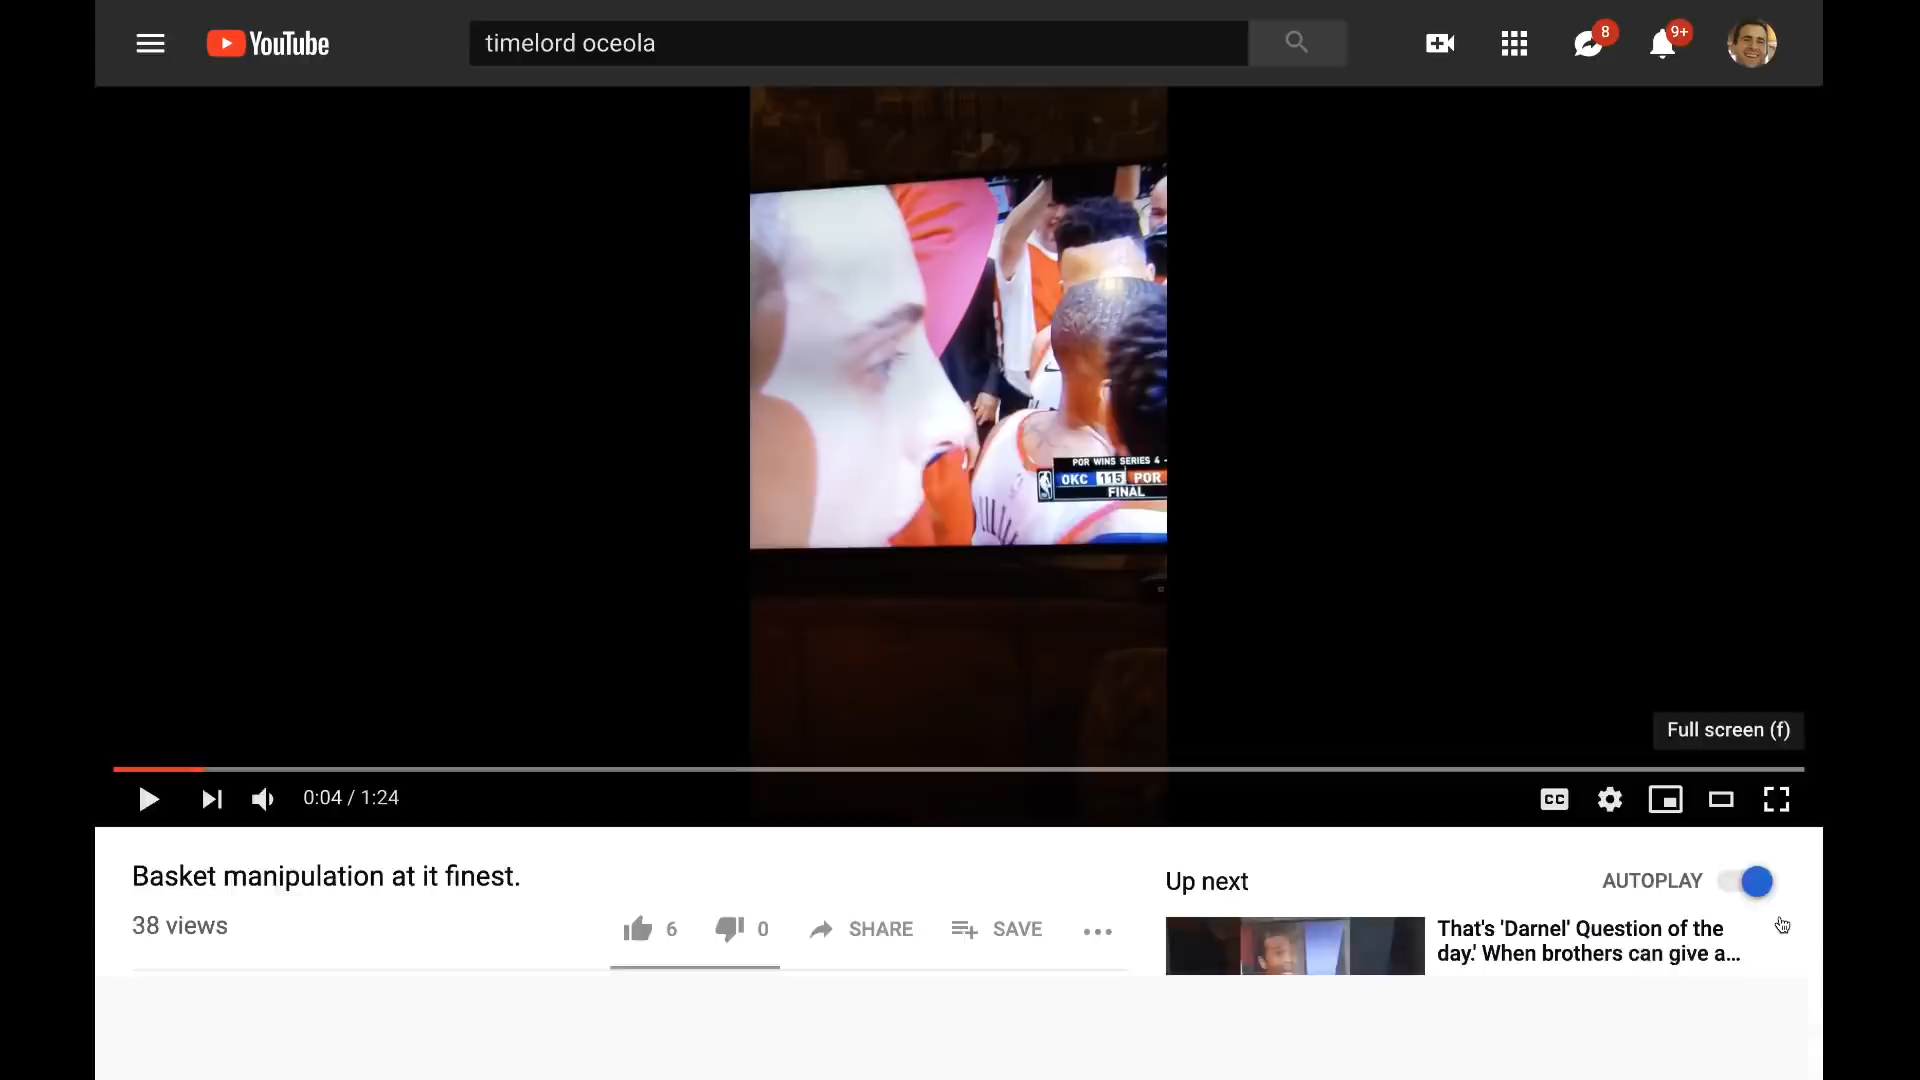 YouTube
timelord oceola
8
9+
POR WINS SERIES 4 -
OKC 115 POR
FINAL
Full screen (f)
0:04 / 1:24
CC
Basket manipulation at it finest.
38 views
6
0
SHARE
SAVE
Up next
AUTOPLAY
That's 'Darnel' Question of the
day.' When brothers can give a...